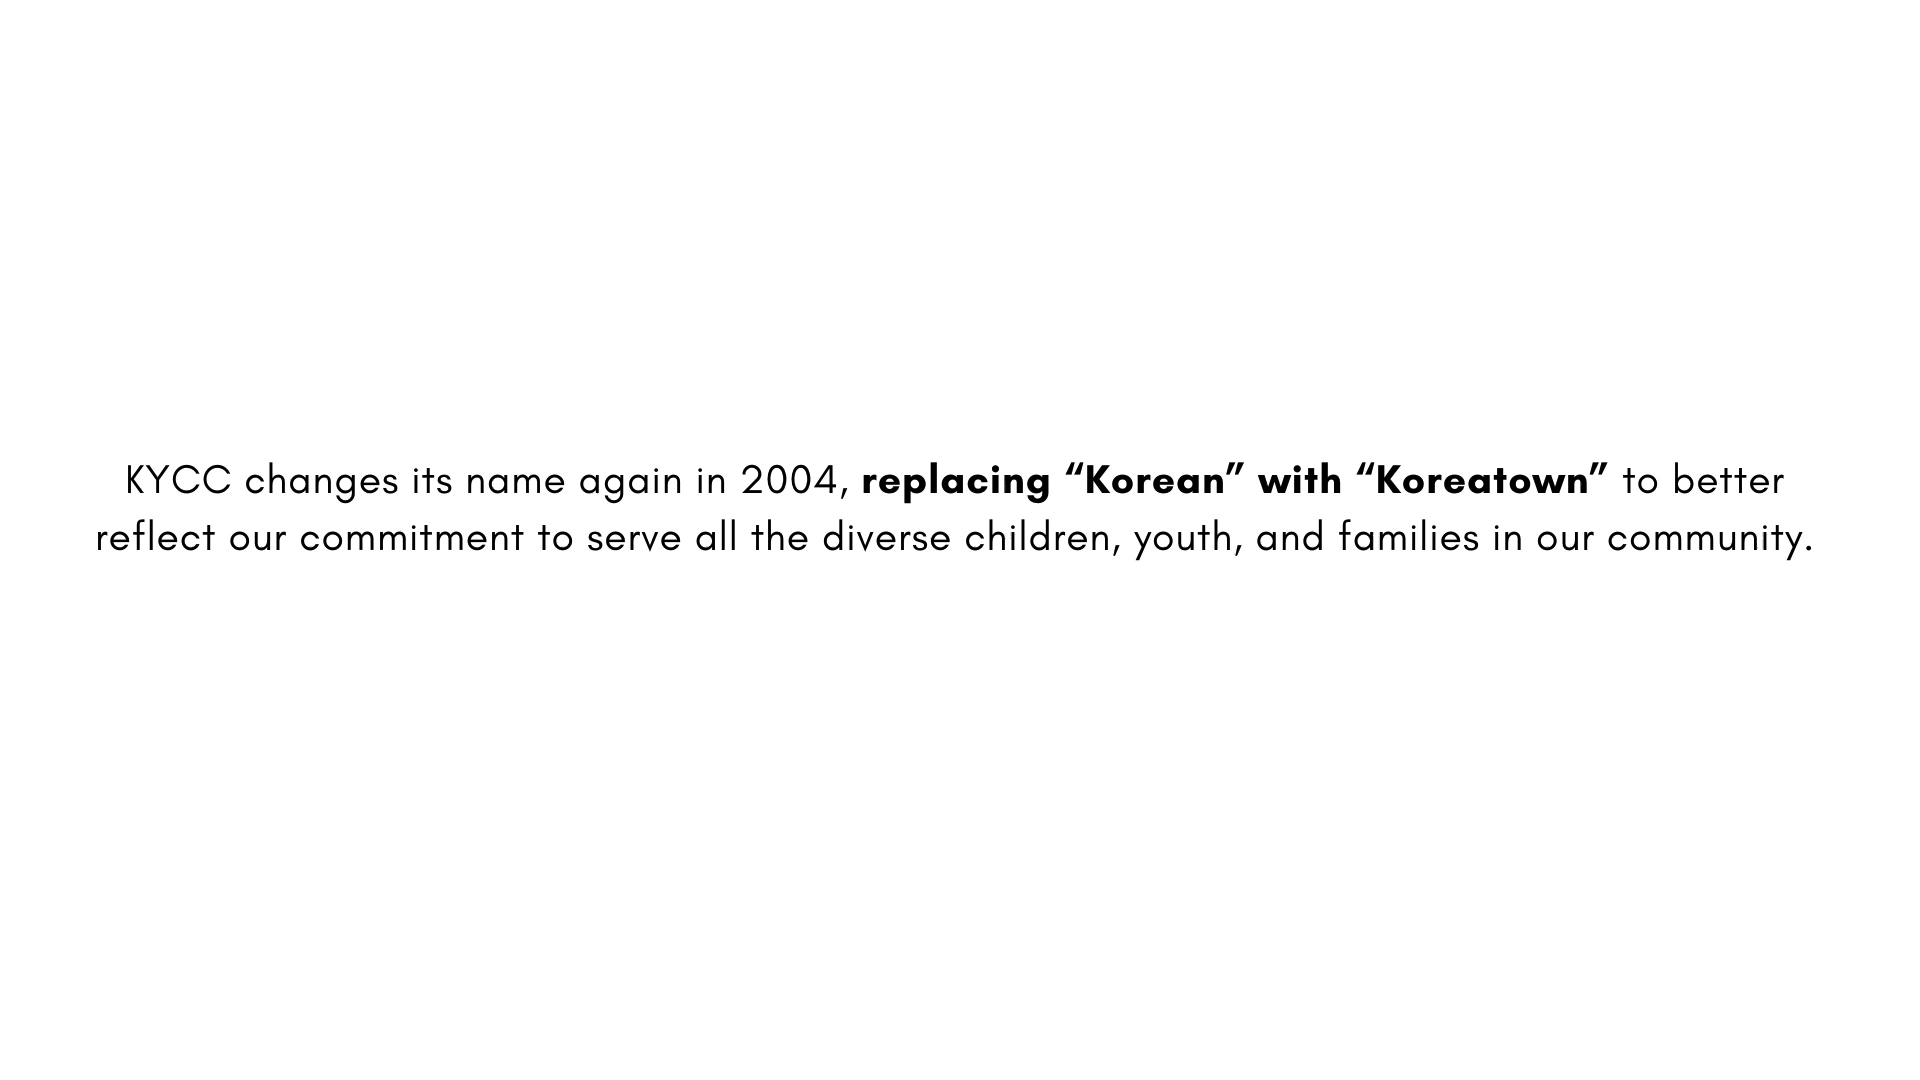 KYCC changes its name again in 2004, replacing “Korean” with “Koreatown” to better
reflect our commitment to serve all the diverse children, youth, and families in our community.